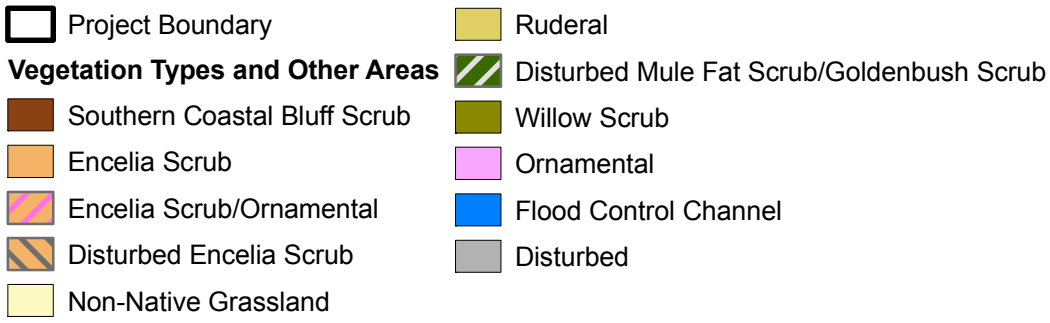 Project Boundary
Vegetation Types and Other Areas
Southern Coastal Bluff Scrub
Encelia Scrub
Encelia Scrub/Ornamental
Disturbed Encelia Scrub
Non-Native Grassland
Ruderal
Disturbed Mule Fat Scrub/Goldenbush Scrub
Willow Scrub
Ornamental
Flood Control Channel
Disturbed